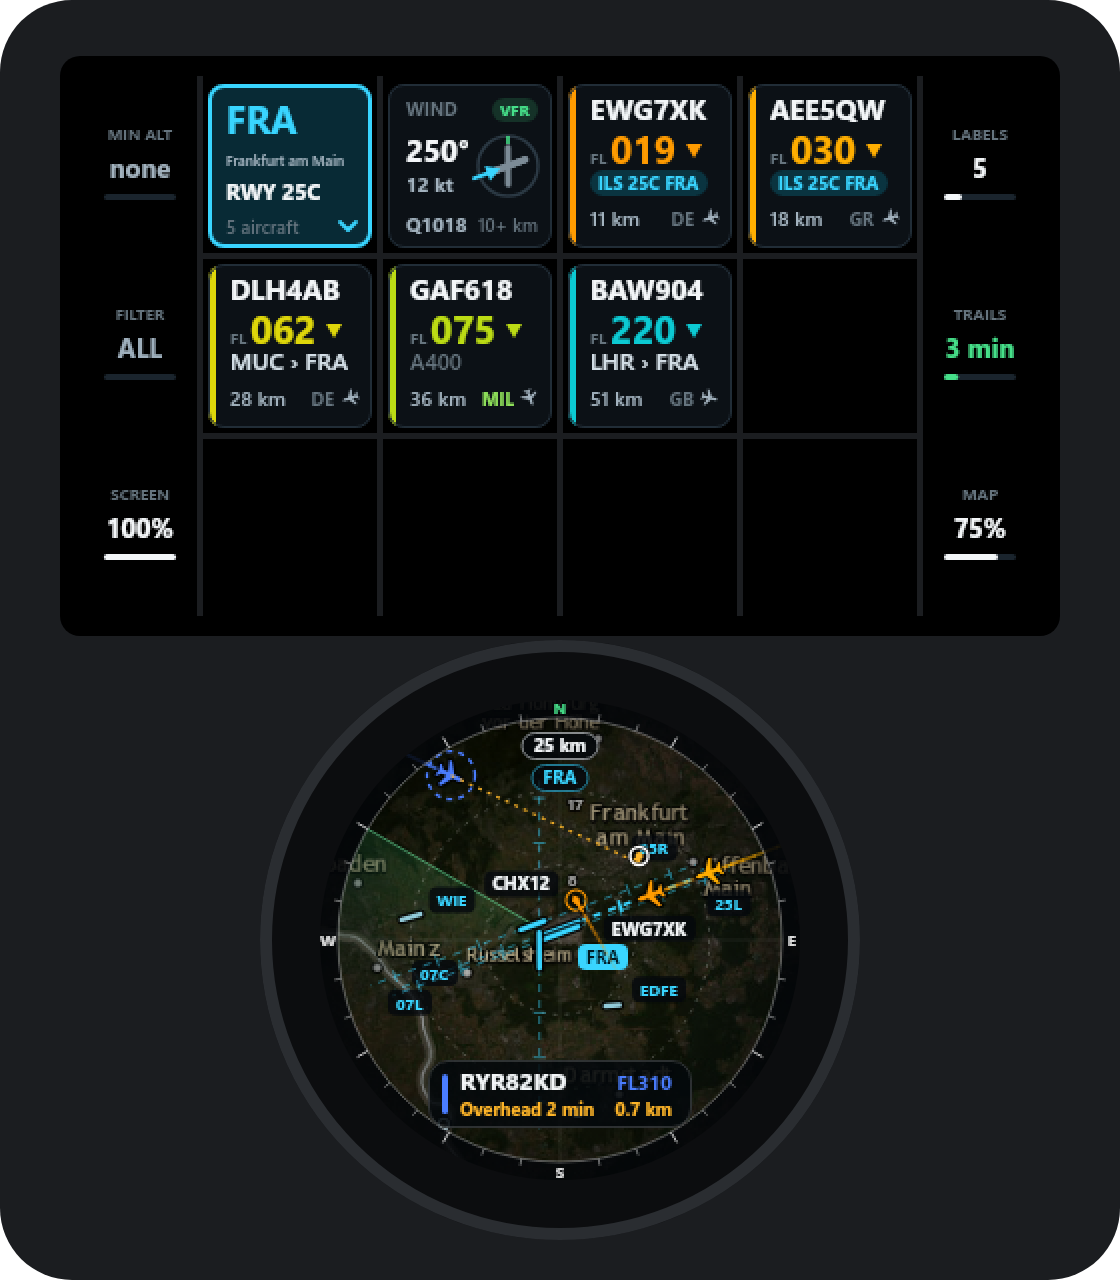 MIN ALT
none
FRA
Frankfurt am Main
RWY 25C
5 aircraft
WIND VFR
250°
12 kt
Q1018 10+ km
EWG7XK
FL 019
ILS 25C FRA
11 km DE
AEE5QW
FL 030
ILS 25C FRA
18 km GR
LABELS
5
FILTER
ALL
DLH4AB
FL 062
MUC › FRA
28 km DE
GAF618
FL 075
A400
36 km MIL
BAW904
FL 220
LHR › FRA
51 km GB
TRAILS
3 min
SCREEN
100%
MAP
75%
N
25 km
FRA
17
Frankfurt
am Main
CHX12
8
WIE
25L
EWG7XK
W
E
Mainz
Rüsselsheim
FRA
07C
07L
EDFE
Darmstadt
RYR82KD FL310
Overhead 2 min 0.7 km
S